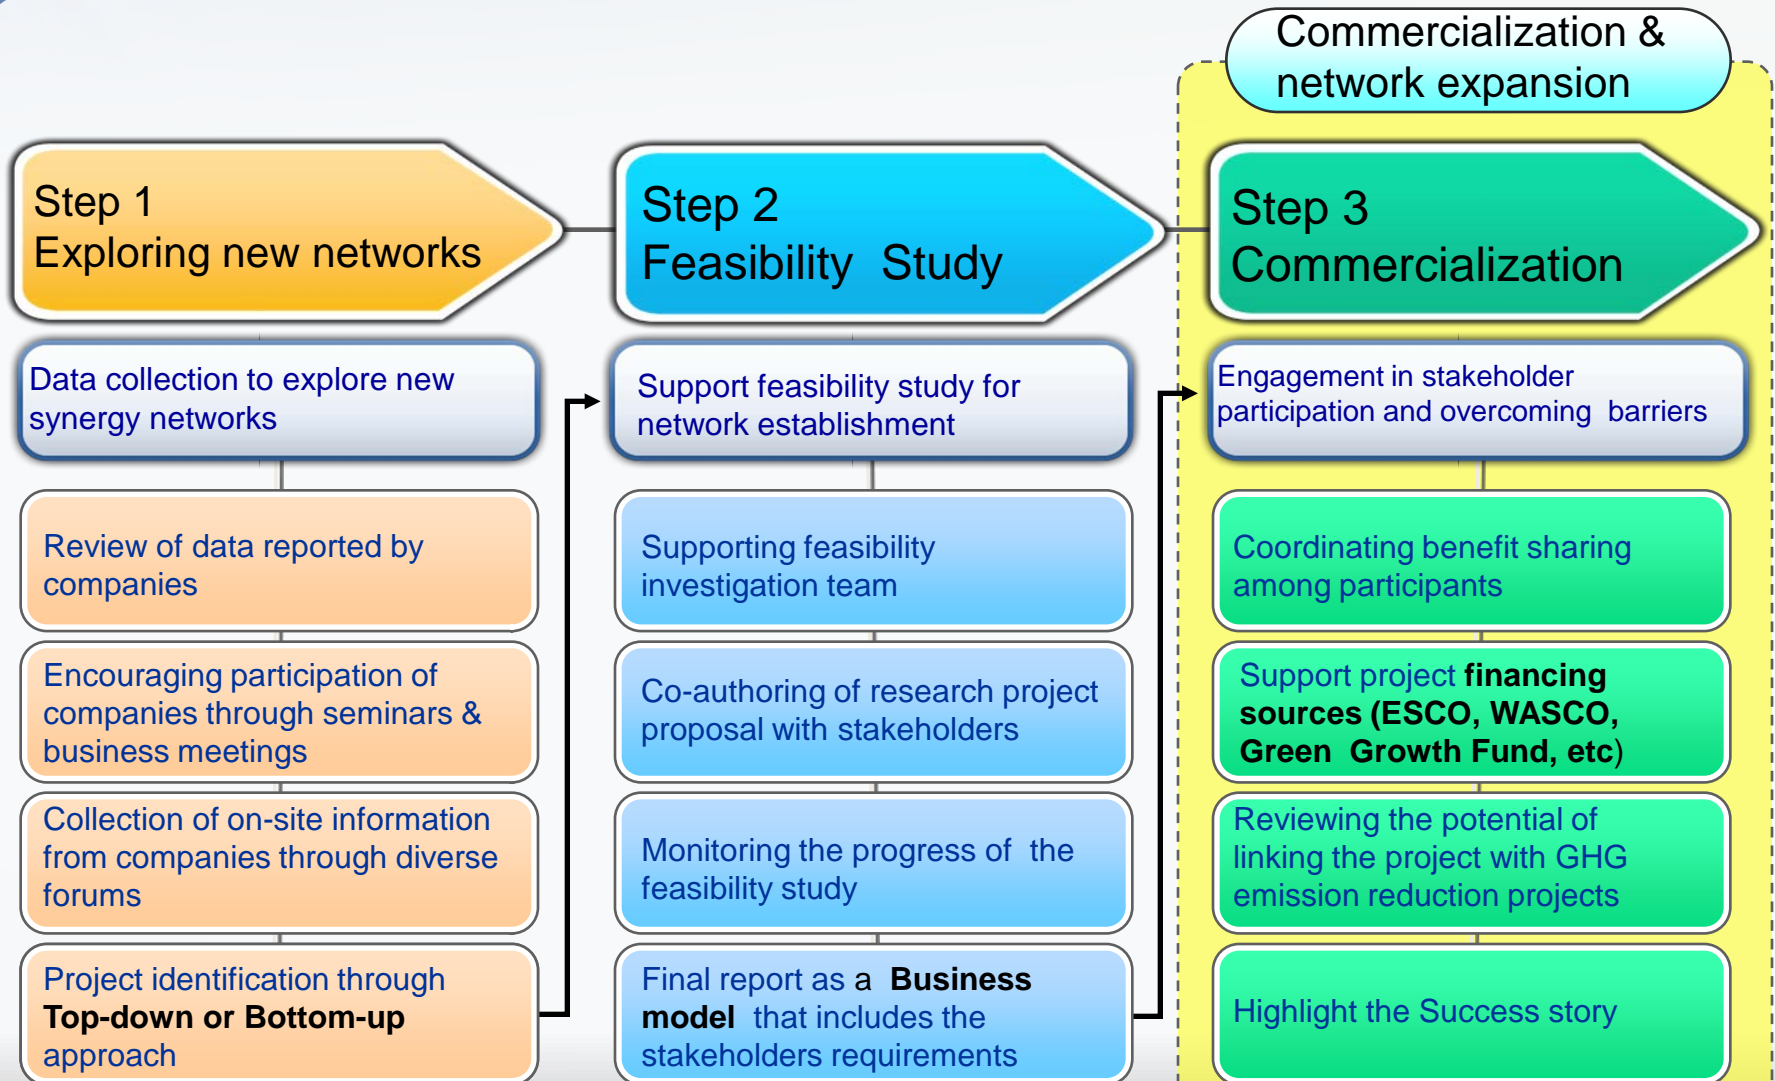 Commercialization &
network expansion
Step 1
Exploring new networks
Step 2
Feasibility Study
Step 3
Commercialization
Data collection to explore new
synergy networks
Review of data reported by
companies
Encouraging participation of
companies through seminars &
business meetings
Collection of on-site information
from companies through diverse
forums
Project identification through
Top-down or Bottom-up
approach
Support feasibility study for
network establishment
Supporting feasibility
investigation team
Co-authoring of research project
proposal with stakeholders
Monitoring the progress of the
feasibility study
Final report as a Business
model that includes the
stakeholders requirements
Engagement in stakeholder
participation and overcoming barriers
Coordinating benefit sharing
among participants
Support project financing
sources (ESCO, WASCO,
Green Growth Fund, etc)
Reviewing the potential of
linking the project with GHG
emission reduction projects
Highlight the Success story